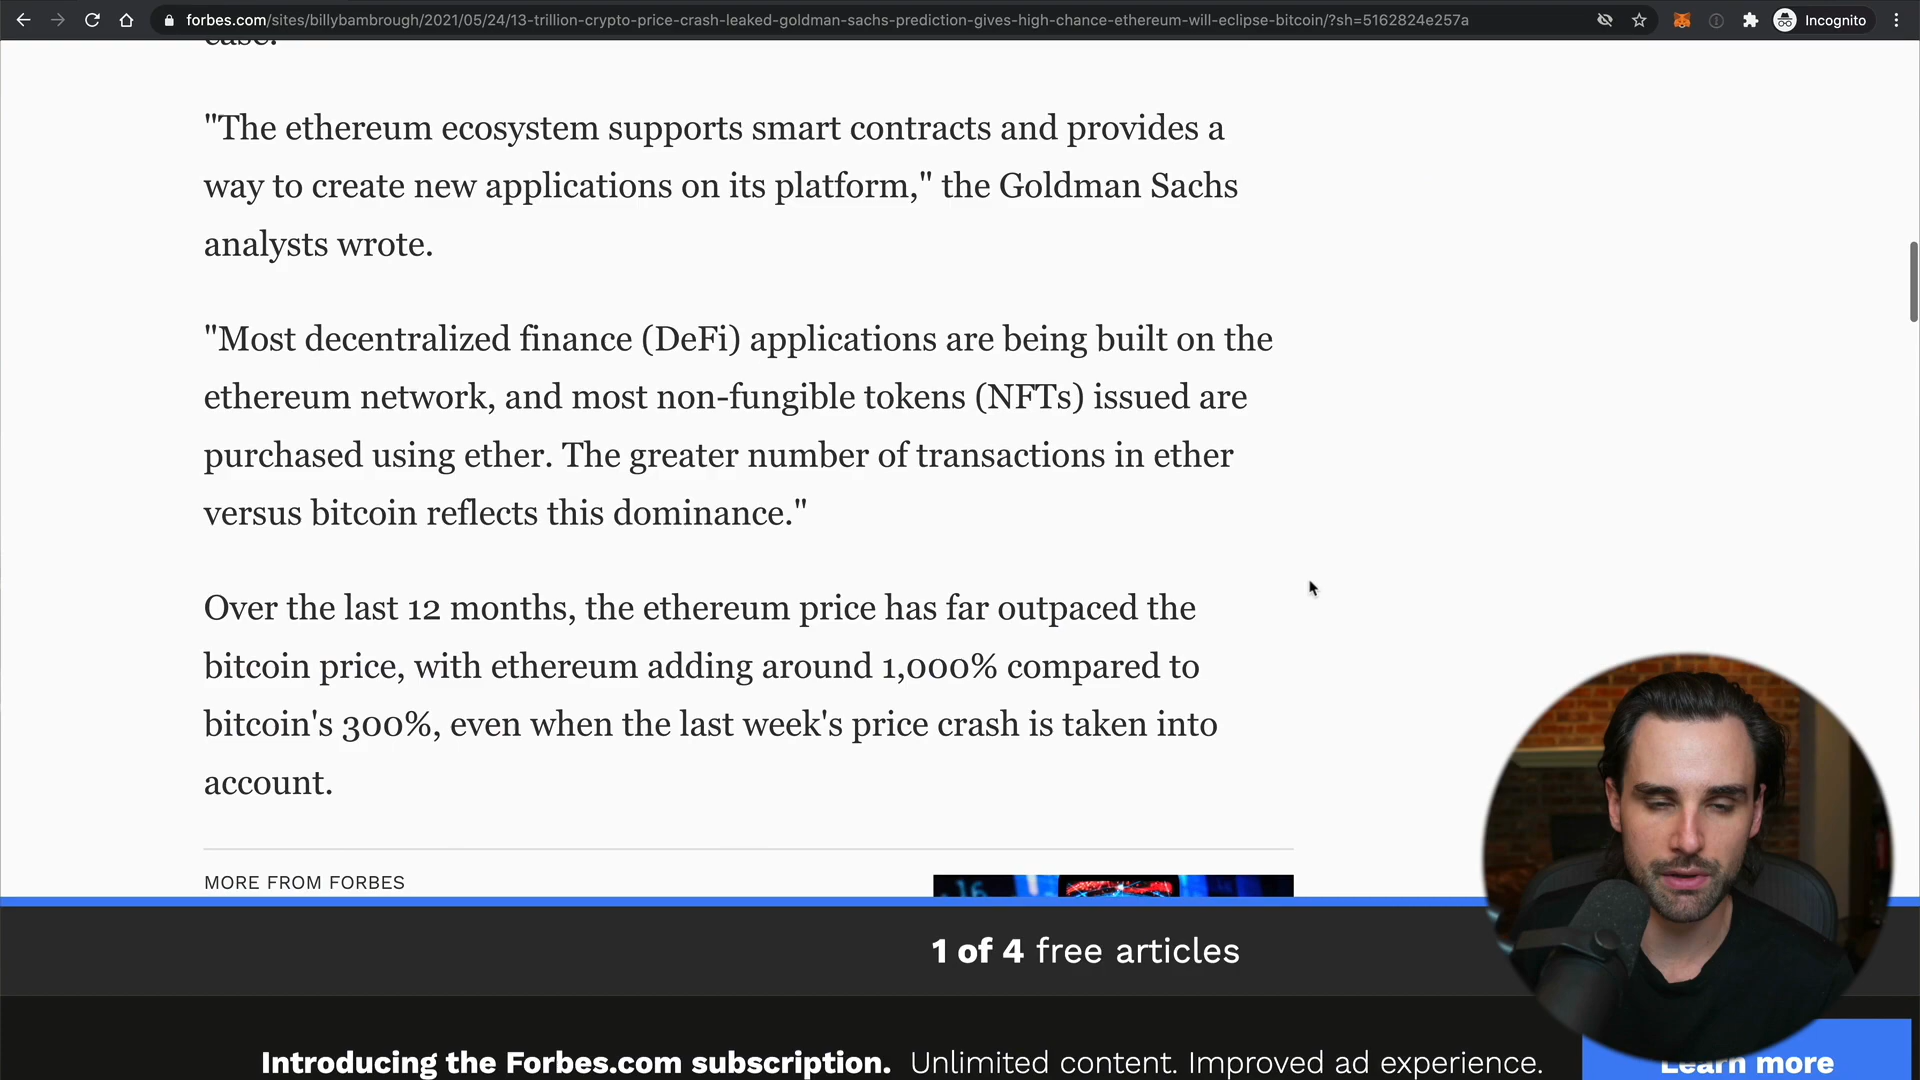 forbes.com/sites/billybambrough/2021/05/24/13-trillion-crypto-price-crash-leaked-goldman-sachs-prediction-gives-high-chance-ethereum-will-eclipse-bitcoin/?sh=5162824e257a
Incognito
case.
"The ethereum ecosystem supports smart contracts and provides a
way to create new applications on its platform," the Goldman Sachs
analysts wrote.
"Most decentralized finance (DeFi) applications are being built on the
ethereum network, and most non-fungible tokens (NFTs) issued are
purchased using ether. The greater number of transactions in ether
versus bitcoin reflects this dominance."
Over the last 12 months, the ethereum price has far outpaced the
bitcoin price, with ethereum adding around 1,000% compared to
bitcoin's 300%, even when the last week's price crash is taken into
account.
MORE FROM FORBES
1 of 4 free articles
Introducing the Forbes.com subscription. Unlimited content. Improved ad experience.
Learn more